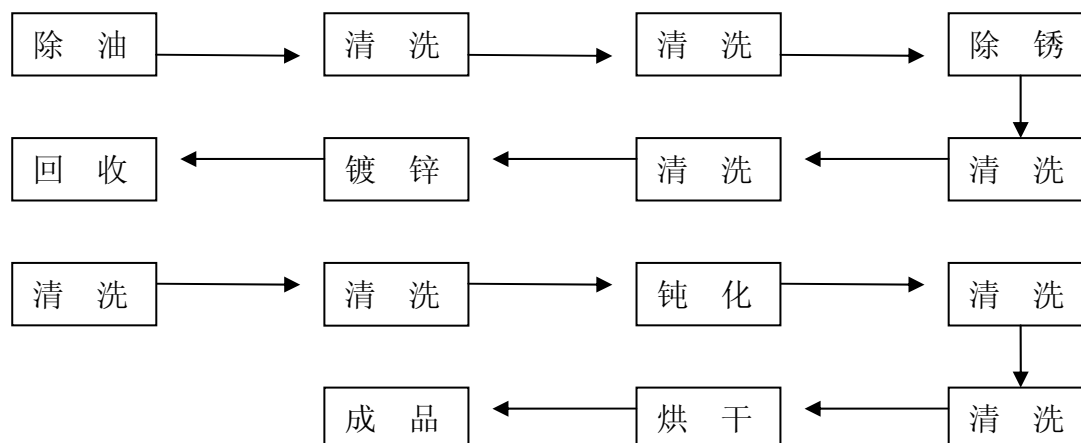 除 油 清 洗 清 洗 除 锈
回 收 镀 锌 清 洗 清 洗
清 洗 清 洗 钝 化 清 洗
成 品 烘 干 清 洗